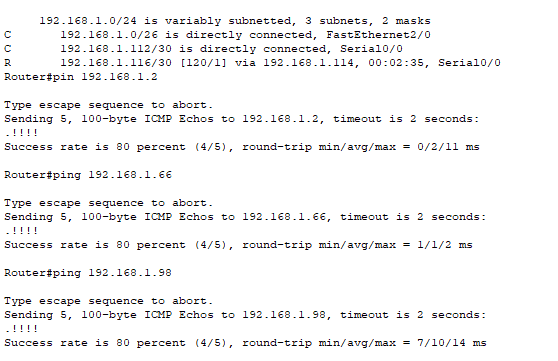 192.168.1.0/24 is variably subnetted, 3 subnets, 2 masks
C 192.168.1.0/26 is directly connected, FastEthernet2/0
C 192.168.1.112/30 is directly connected, Serial0/0
R 192.168.1.116/30 [120/1] via 192.168.1.114, 00:02:35, Serial0/0
Router#pin 192.168.1.2
Type escape sequence to abort.
Sending 5, 100-byte ICMP Echos to 192.168.1.2, timeout is 2 seconds:
.!!!!
Success rate is 80 percent (4/5), round-trip min/avg/max = 0/2/11 ms
Router#ping 192.168.1.66
Type escape sequence to abort.
Sending 5, 100-byte ICMP Echos to 192.168.1.66, timeout is 2 seconds:
.!!!!
Success rate is 80 percent (4/5), round-trip min/avg/max = 1/1/2 ms
Router#ping 192.168.1.98
Type escape sequence to abort.
Sending 5, 100-byte ICMP Echos to 192.168.1.98, timeout is 2 seconds:
.!!!!
Success rate is 80 percent (4/5), round-trip min/avg/max = 7/10/14 ms